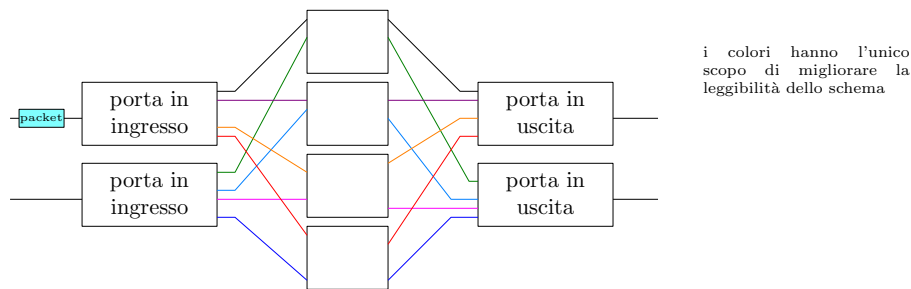 i colori hanno l'unico
scopo di migliorare la
leggibilità dello schema
packet
porta in
ingresso
porta in
uscita
porta in
ingresso
porta in
uscita